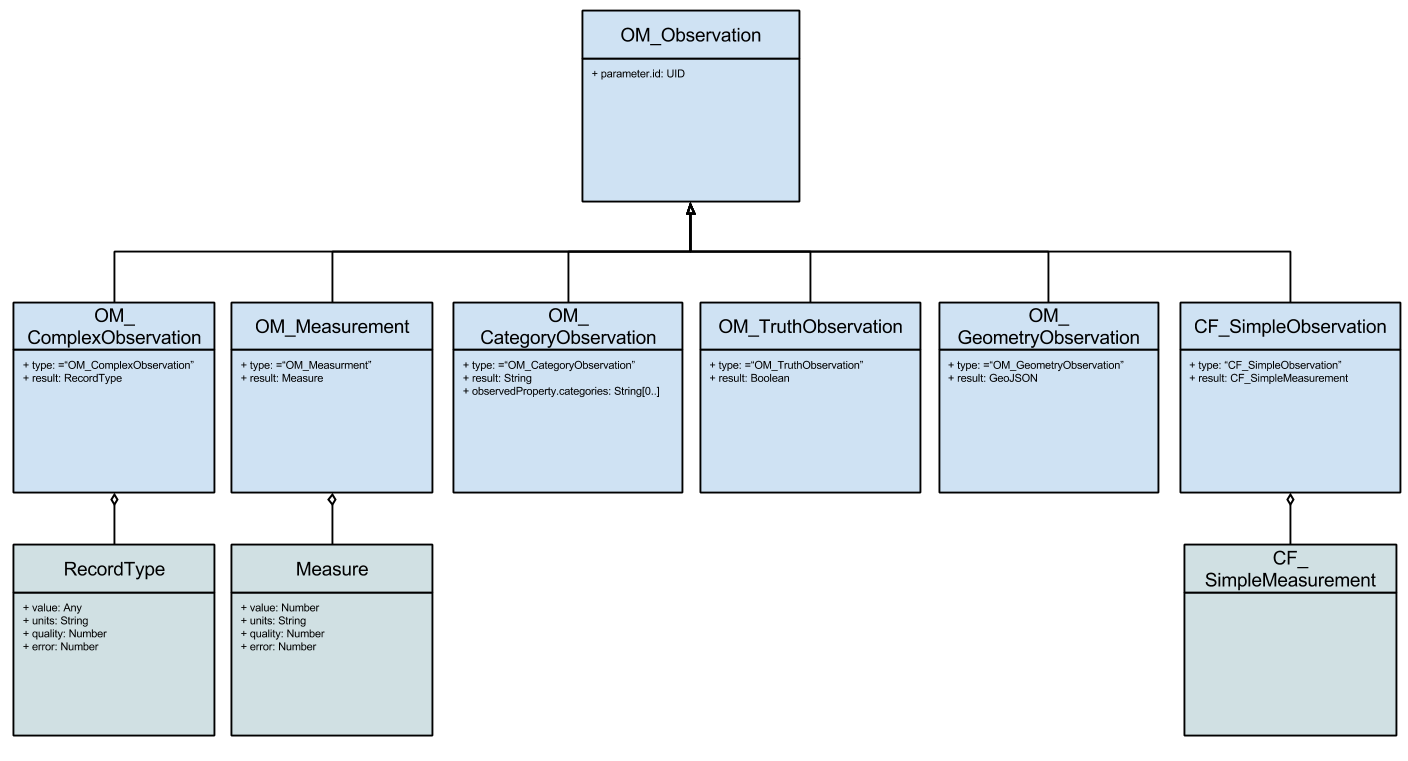 OM_Observation
+ parameter.id: UID
OM_
ComplexObservation
+ type: =“OM_ComplexObservation”
+ result: RecordType
OM_Measurement
+ type: =“OM_Measurment”
+ result: Measure
OM_
CategoryObservation
+ type: =“OM_CategoryObservation”
+ result: String
+ observedProperty.categories: String[0..]
OM_TruthObservation
+ type: =“OM_TruthObservation”
+ result: Boolean
OM_
GeometryObservation
+ type: =“OM_GeometryObservation”
+ result: GeoJSON
CF_SimpleObservation
+ type: “CF_SimpleObservation”
+ result: CF_SimpleMeasurement
RecordType
+ value: Any
+ units: String
+ quality: Number
+ error: Number
Measure
+ value: Number
+ units: String
+ quality: Number
+ error: Number
CF_
SimpleMeasurement